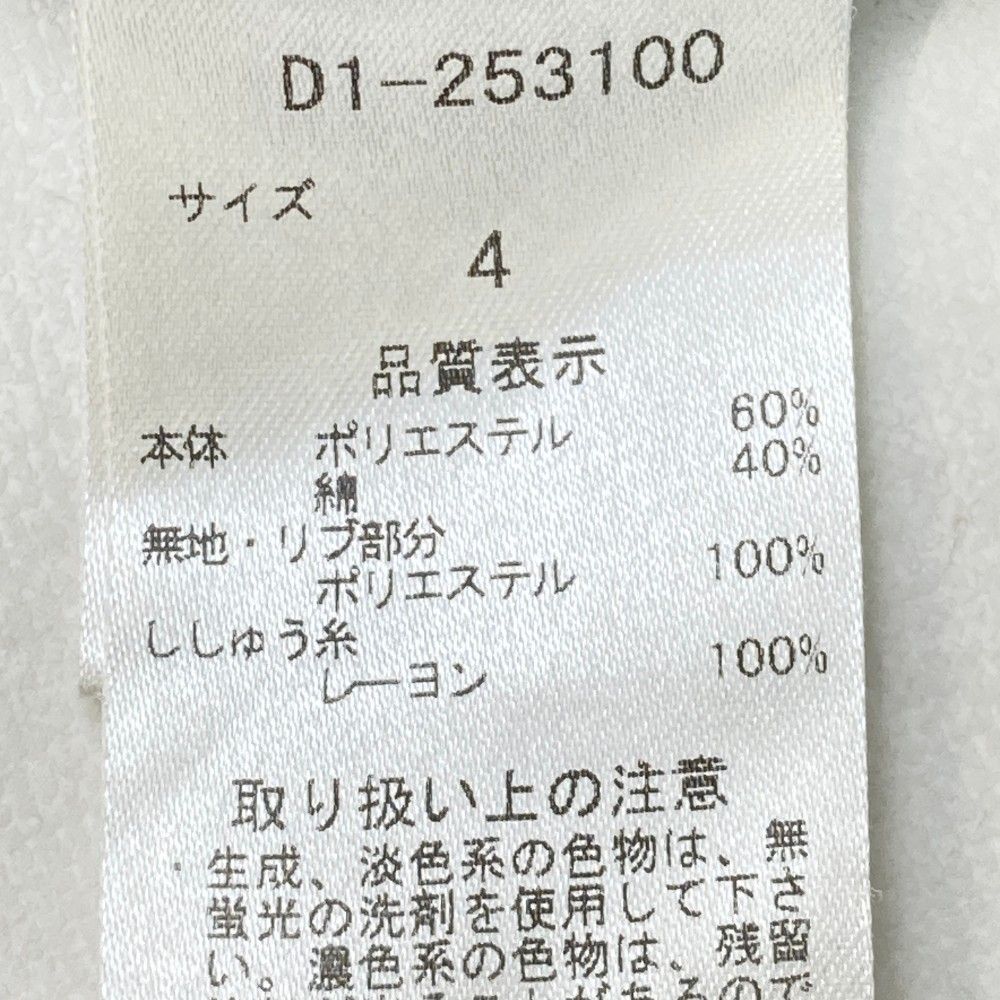 D1-253100
サイズ
4
品質表示
本体 ポリエステル 60%
綿 40%
無地・リブ部分
ポリエステル 100%
ししゅう糸
レーヨン 100%
取り扱い上の注意
生成、淡色系の色物は、無
蛍光の洗剤を使用して下さ
い。濃色系の色物は、残留